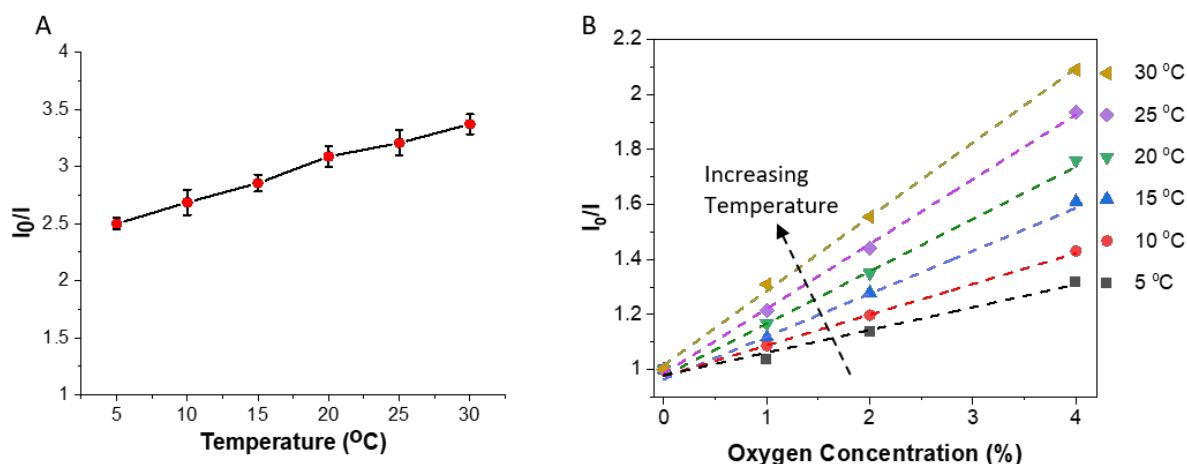 A
I₀/I
4
3.5
3
2.5
2
1.5
1
5 10 15 20 25 30
Temperature (ᴼC)
B
I₀/I
2.2
2
1.8
1.6
1.4
1.2
1
0 1 2 3 4
Oxygen Concentration (%)
Increasing
Temperature
30 ᵒC
25 ᵒC
20 ᵒC
15 ᵒC
10 ᵒC
5 ᵒC